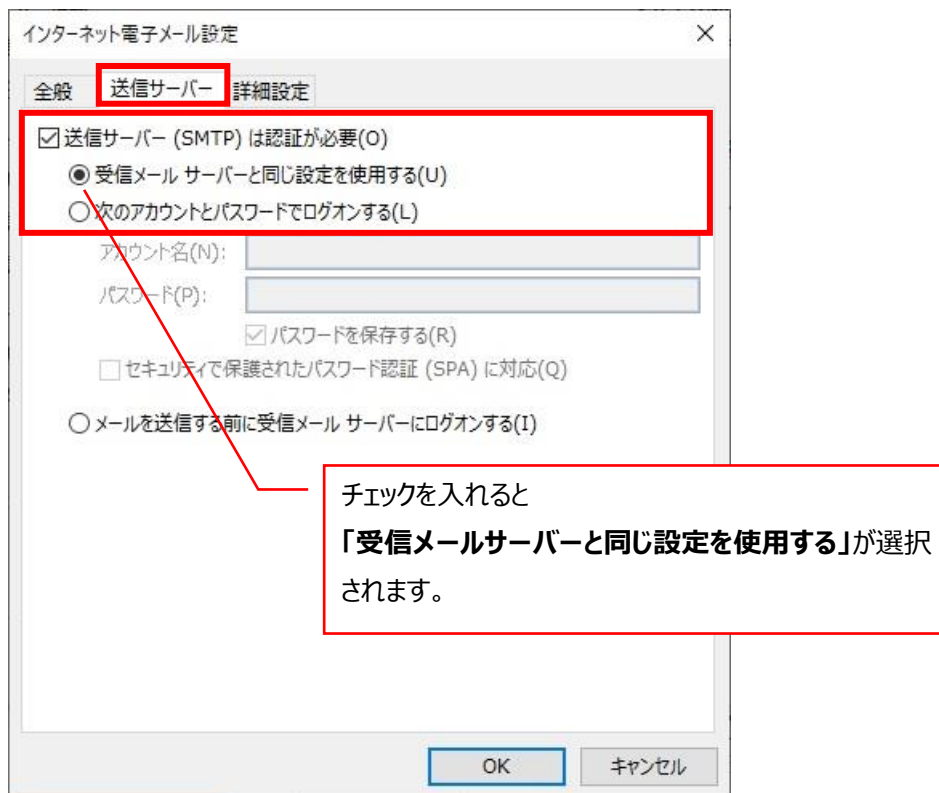 インターネット電子メール設定
全般 送信サーバー 詳細設定
送信サーバー (SMTP) は認証が必要(O)
受信メール サーバーと同じ設定を使用する(U)
次のアカウントとパスワードでログオンする(L)
アカウント名(N):
パスワード(P):
パスワードを保存する(R)
セキュリティで保護されたパスワード認証 (SPA) に対応(Q)
メールを送信する前に受信メール サーバーにログオンする(I)
チェックを入れると
「受信メールサーバーと同じ設定を使用する」が選択
されます。
OK キャンセル